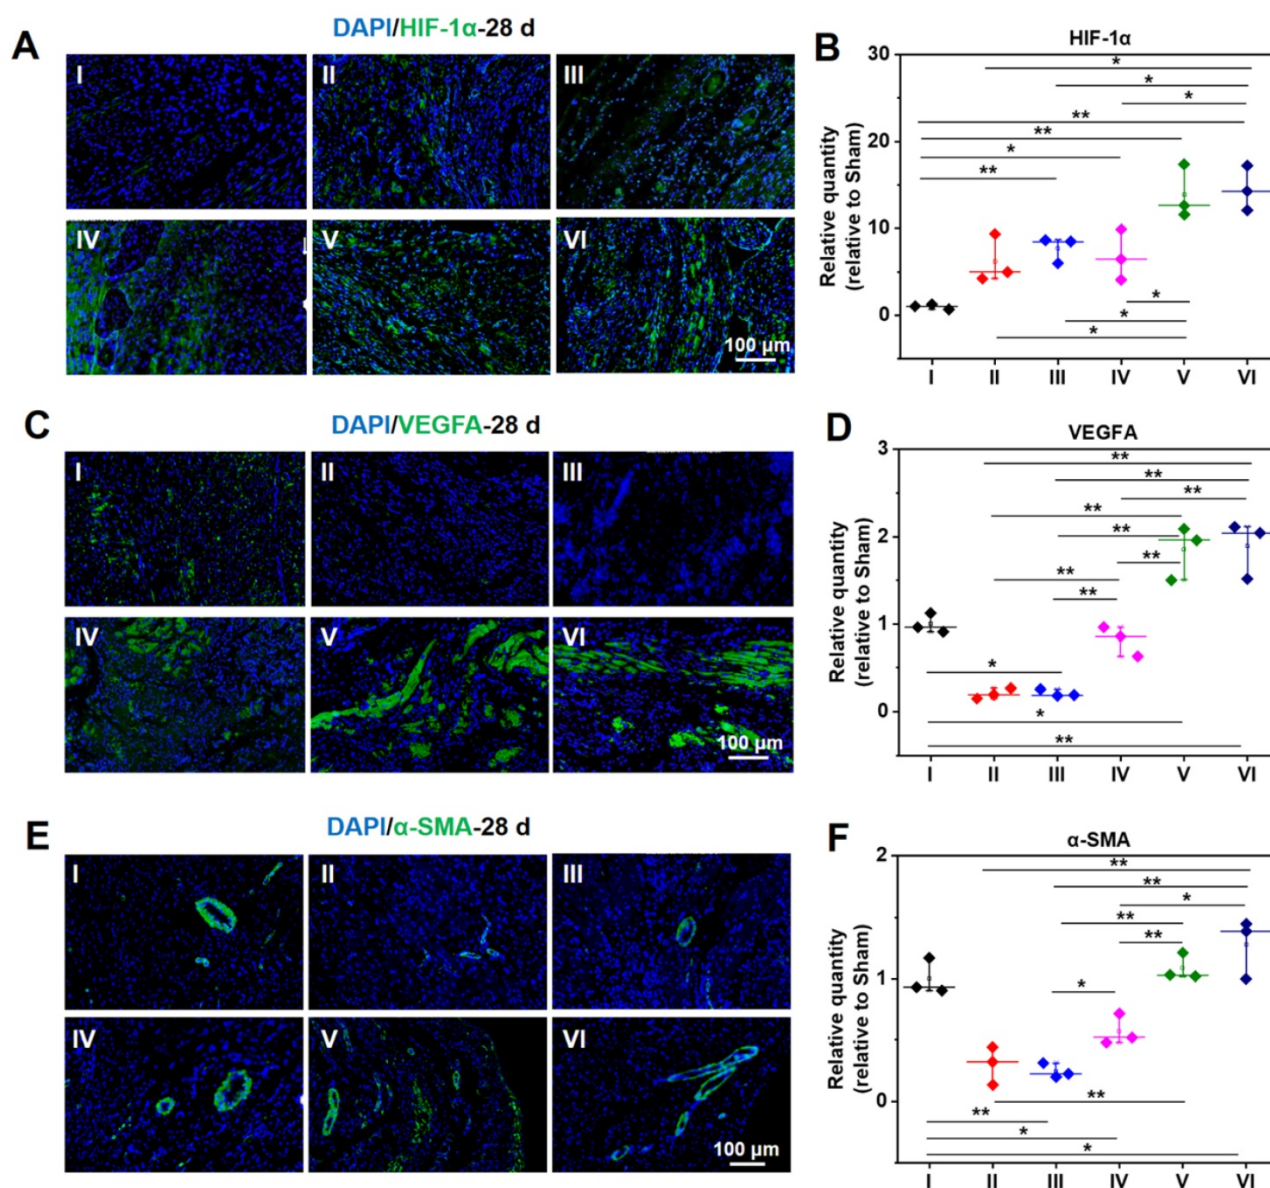 A
DAPI/HIF-1α-28 d
I
II
III
IV
V
VI
100 μm
B
HIF-1α
Relative quantity
(relative to Sham)
30
20
10
0
*
*
*
**
**
*
**
*
*
*
I II III IV V VI
C
DAPI/VEGFA-28 d
I
II
III
IV
V
VI
100 μm
D
VEGFA
Relative quantity
(relative to Sham)
3
2
1
0
**
**
**
**
**
**
**
**
*
*
**
I II III IV V VI
E
DAPI/α-SMA-28 d
I
II
III
IV
V
VI
100 μm
F
α-SMA
Relative quantity
(relative to Sham)
2
1
0
**
**
*
**
**
*
**
**
*
*
I II III IV V VI